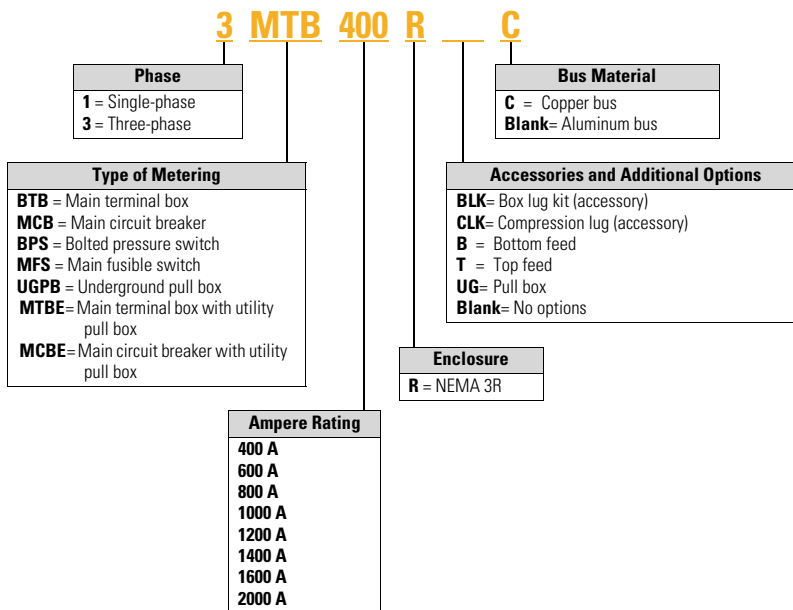 3 MTB 400 R __ C
Phase
1 = Single-phase
3 = Three-phase
Bus Material
C = Copper bus
Blank= Aluminum bus
Type of Metering
BTB = Main terminal box
MCB = Main circuit breaker
BPS = Bolted pressure switch
MFS = Main fusible switch
UGPB = Underground pull box
MTBE= Main terminal box with utility
pull box
MCBE= Main circuit breaker with utility
pull box
Accessories and Additional Options
BLK= Box lug kit (accessory)
CLK= Compression lug (accessory)
B = Bottom feed
T = Top feed
UG= Pull box
Blank= No options
Enclosure
R = NEMA 3R
Ampere Rating
400 A
600 A
800 A
1000 A
1200 A
1400 A
1600 A
2000 A